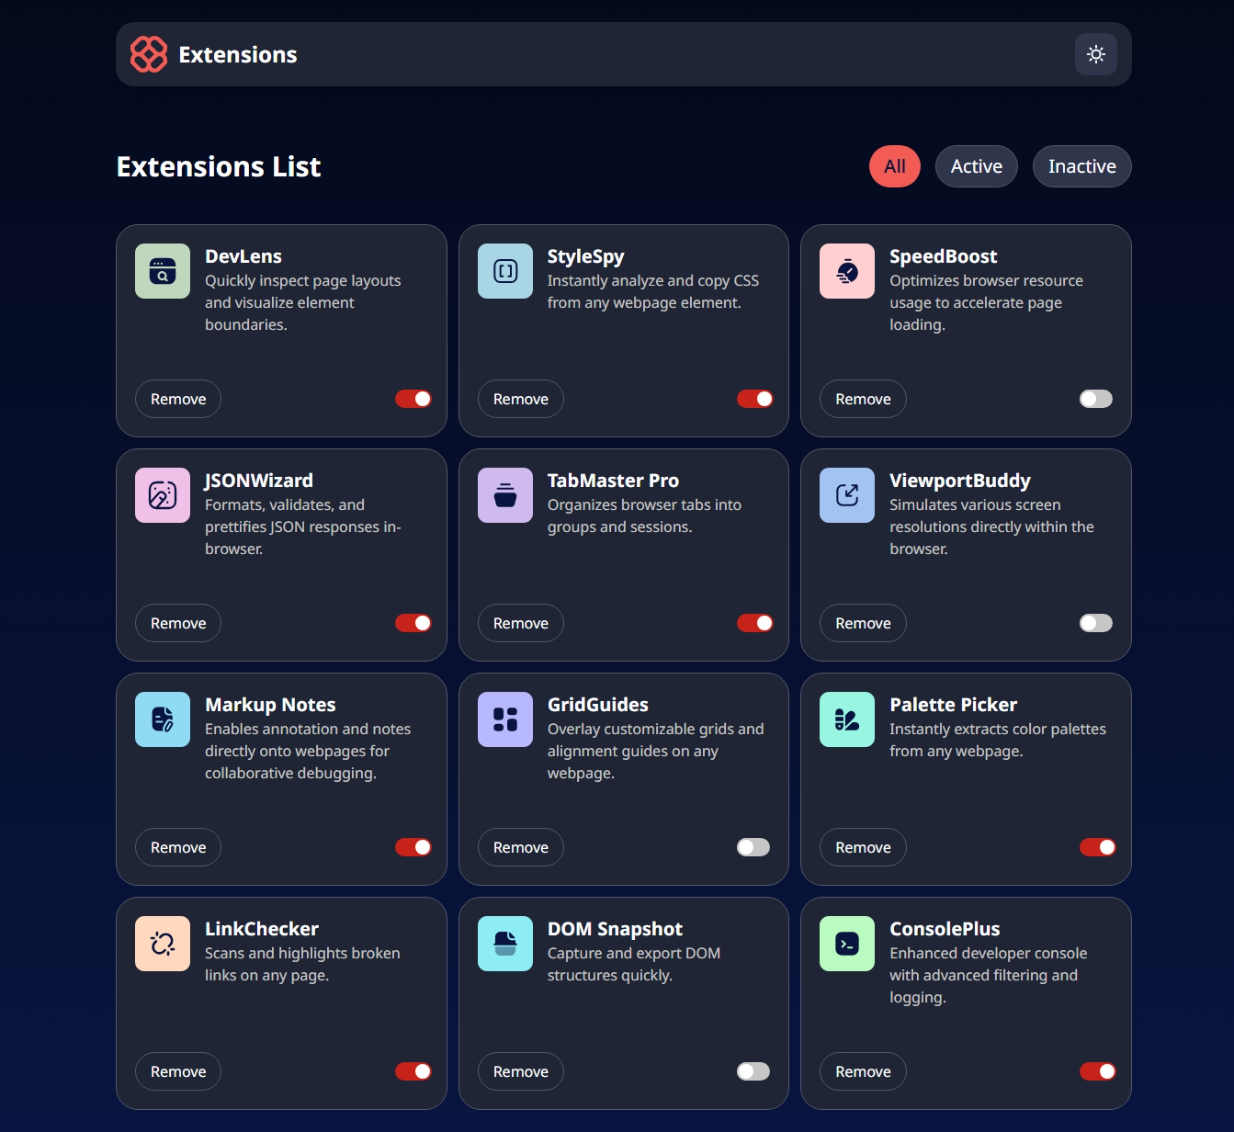 Extensions
Extensions List
All
Active
Inactive
DevLens
Quickly inspect page layouts
and visualize element
boundaries.
Remove
StyleSpy
Instantly analyze and copy CSS
from any webpage element.
Remove
SpeedBoost
Optimizes browser resource
usage to accelerate page
loading.
Remove
JSONWizard
Formats, validates, and
prettifies JSON responses in-
browser.
Remove
TabMaster Pro
Organizes browser tabs into
groups and sessions.
Remove
ViewportBuddy
Simulates various screen
resolutions directly within the
browser.
Remove
Markup Notes
Enables annotation and notes
directly onto webpages for
collaborative debugging.
Remove
GridGuides
Overlay customizable grids and
alignment guides on any
webpage.
Remove
Palette Picker
Instantly extracts color palettes
from any webpage.
Remove
LinkChecker
Scans and highlights broken
links on any page.
Remove
DOM Snapshot
Capture and export DOM
structures quickly.
Remove
ConsolePlus
Enhanced developer console
with advanced filtering and
logging.
Remove